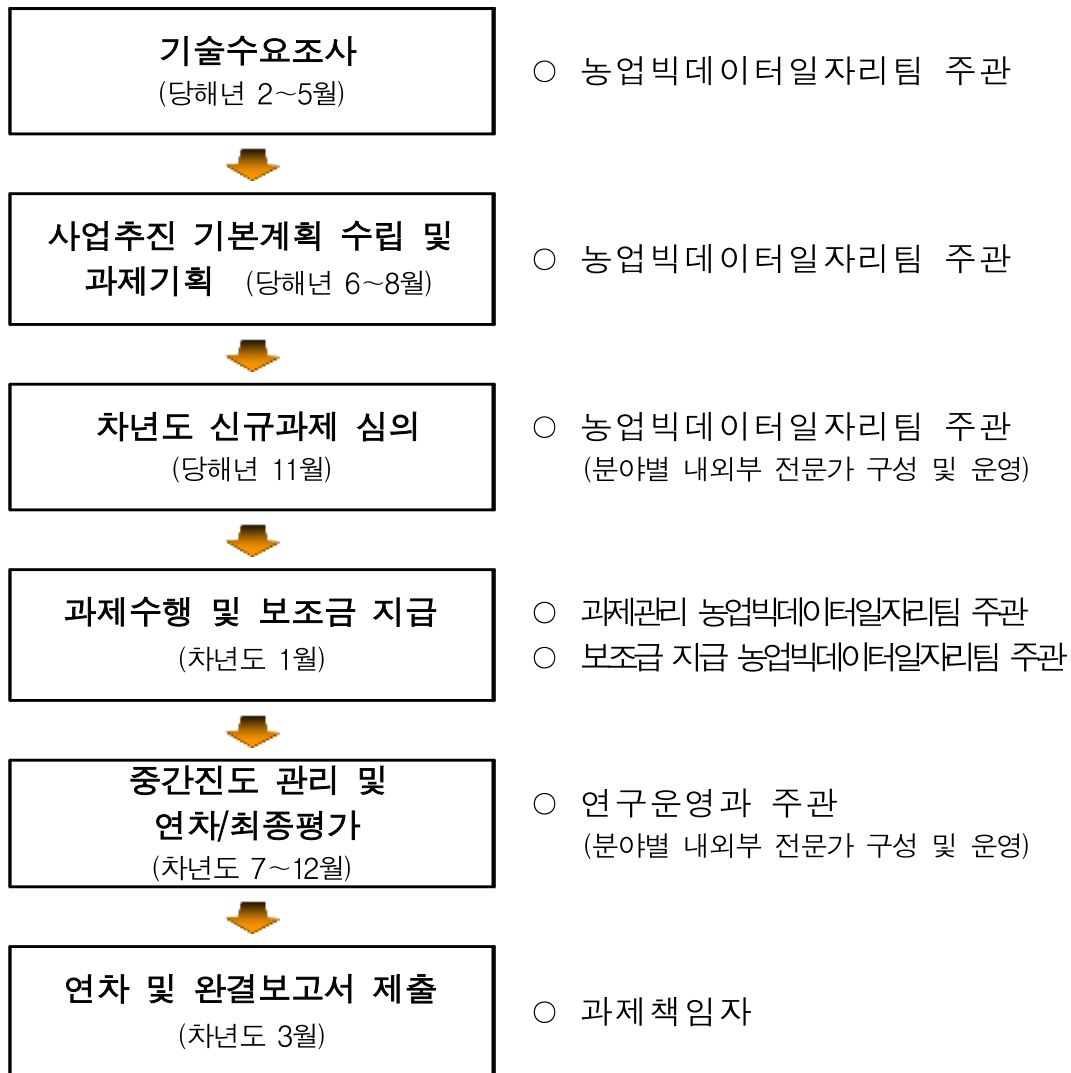 기술수요조사
(당해년 2~5월)
○ 농업빅데이터일자리팀 주관
사업추진 기본계획 수립 및
과제기획 (당해년 6~8월)
○ 농업빅데이터일자리팀 주관
차년도 신규과제 심의
(당해년 11월)
○ 농업빅데이터일자리팀 주관
(분야별 내외부 전문가 구성 및 운영)
과제수행 및 보조금 지급
(차년도 1월)
○ 과제관리 농업빅데이터일자리팀 주관
○ 보조급 지급 농업빅데이터일자리팀 주관
중간진도 관리 및
연차/최종평가
(차년도 7~12월)
○ 연구운영과 주관
(분야별 내외부 전문가 구성 및 운영)
연차 및 완결보고서 제출
(차년도 3월)
○ 과제책임자